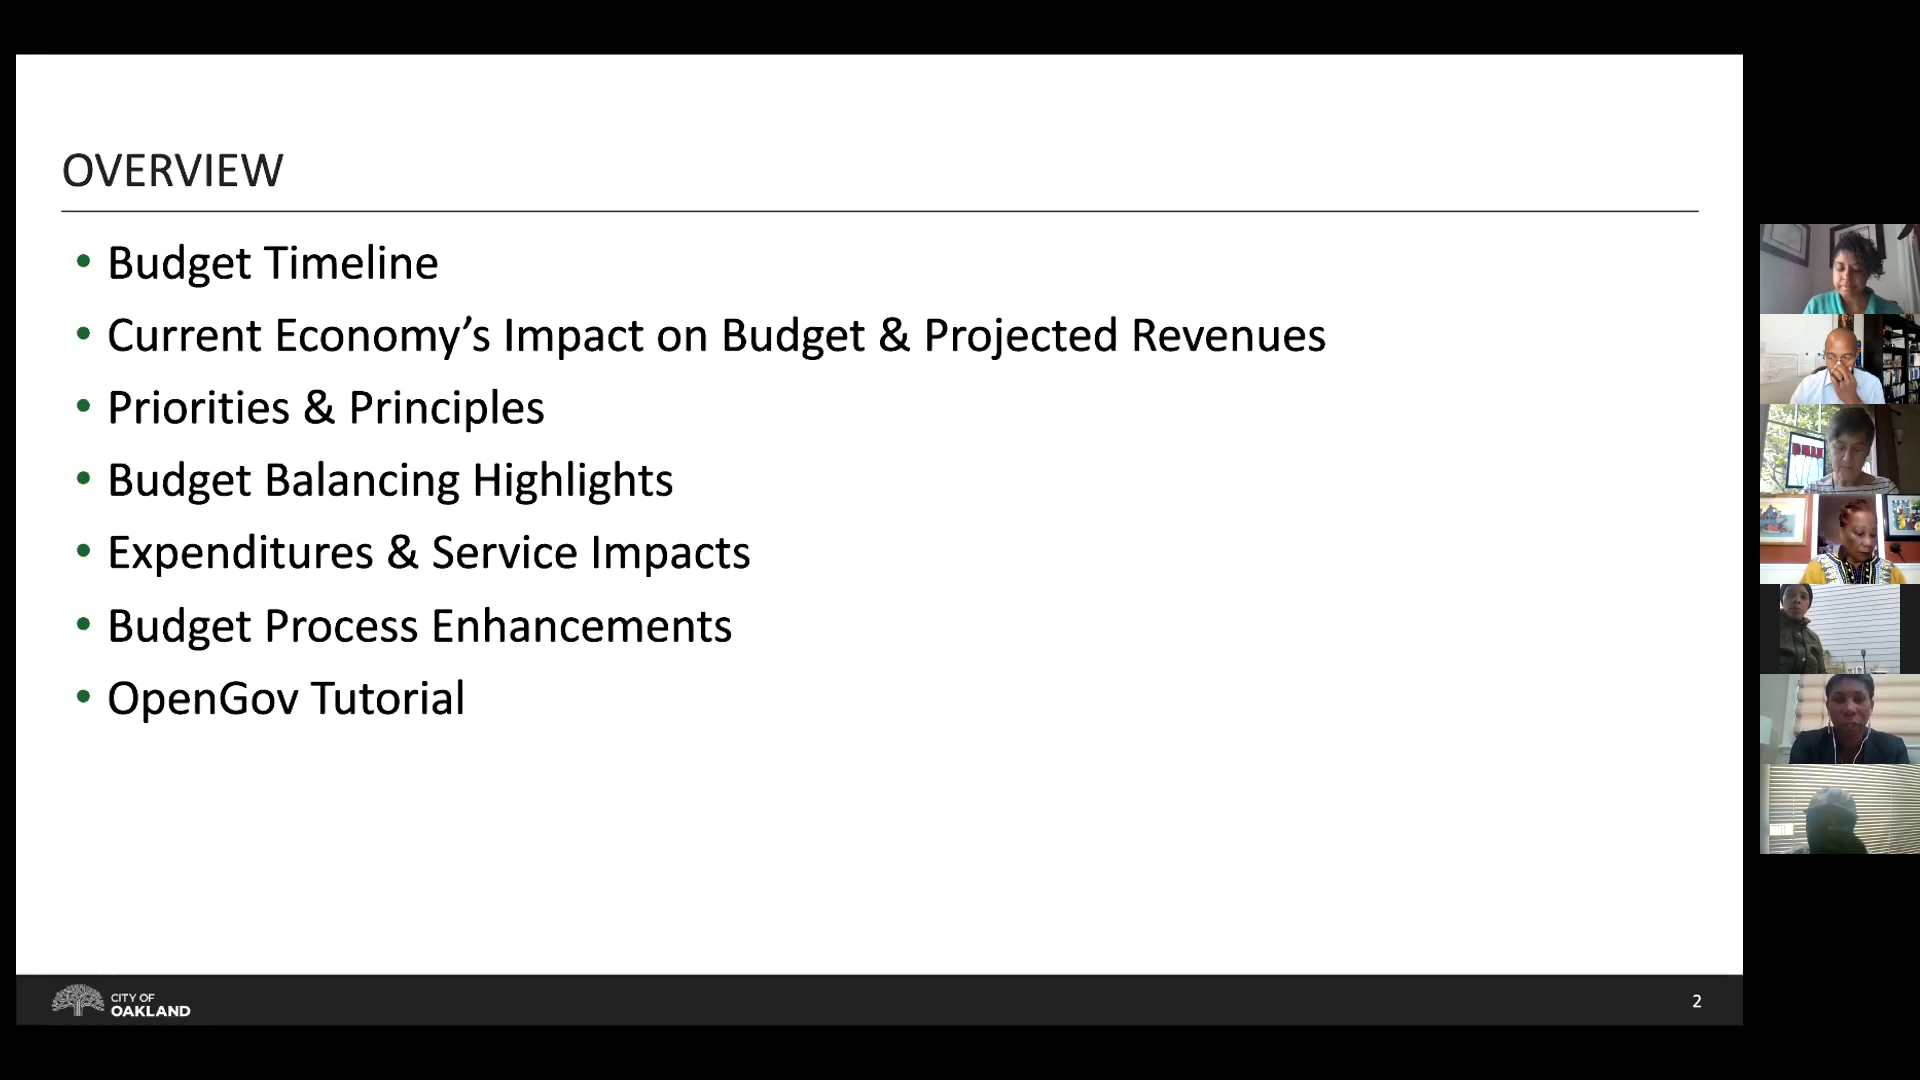 OVERVIEW
• Budget Timeline
• Current Economy’s Impact on Budget & Projected Revenues
• Priorities & Principles
• Budget Balancing Highlights
• Expenditures & Service Impacts
• Budget Process Enhancements
• OpenGov Tutorial
CITY OF
OAKLAND
2